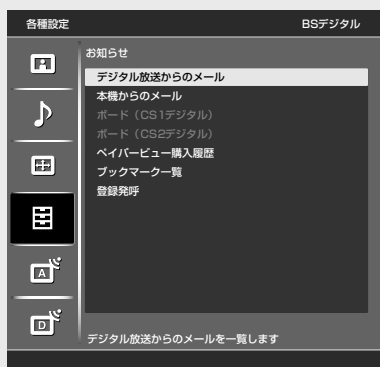 各種設定 BSデジタル
お知らせ
デジタル放送からのメール
本機からのメール
ボード（CS1デジタル）
ボード（CS2デジタル）
ペイパービュー購入履歴
ブックマーク一覧
登録発呼
A
D
デジタル放送からのメールを一覧します